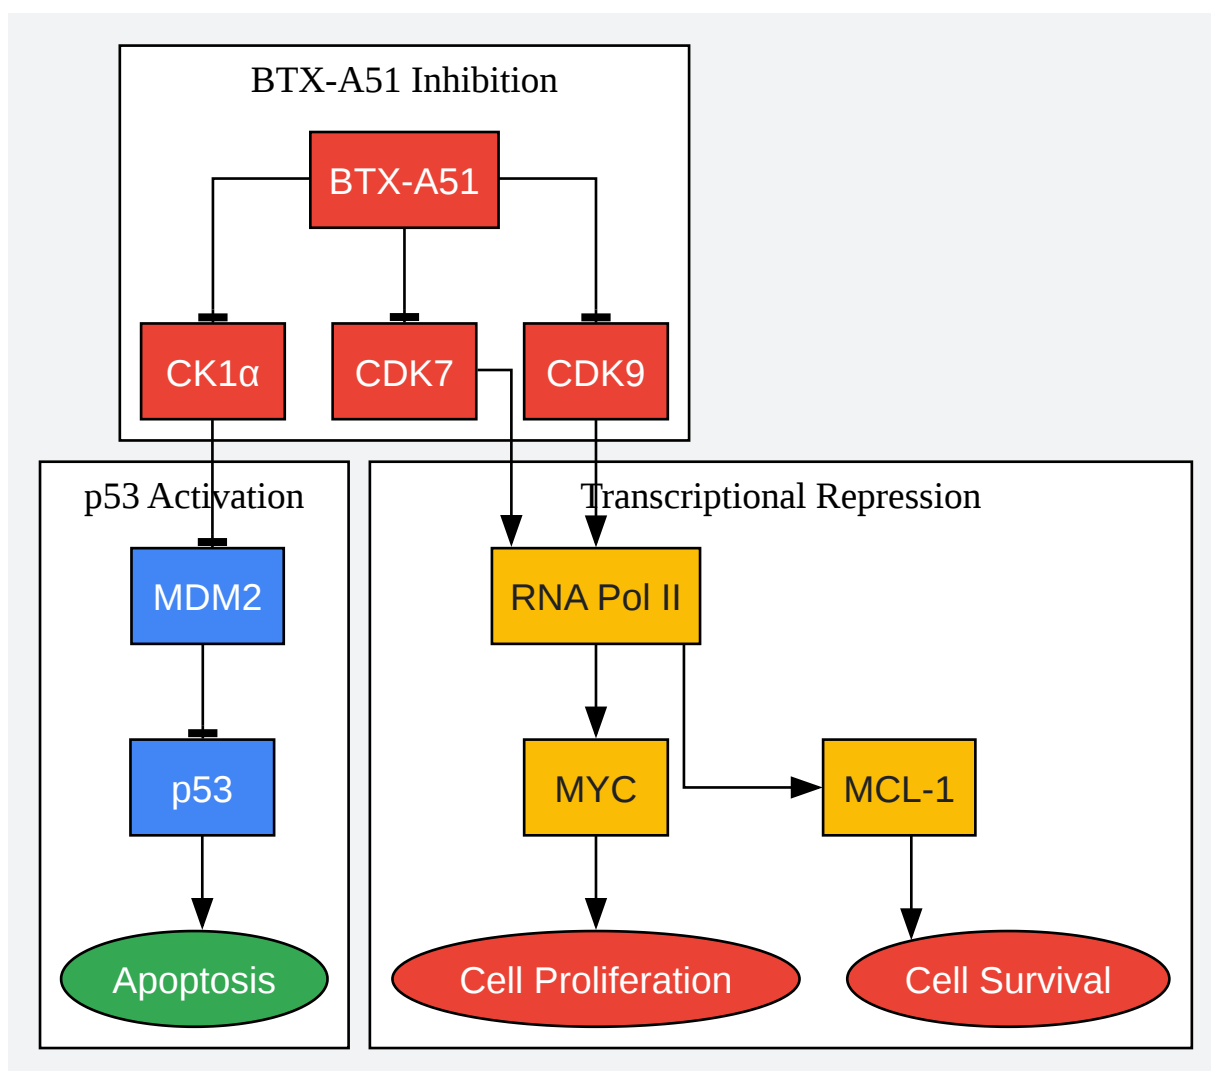 BTX-A51 Inhibition
BTX-A51
CK1α
CDK7
CDK9
p53 Activation
Transcriptional Repression
MDM2
RNA Pol II
p53
MYC
MCL-1
Apoptosis
Cell Proliferation
Cell Survival